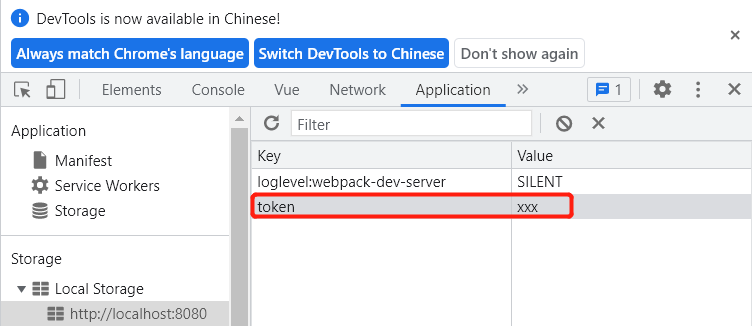 DevTools is now available in Chinese!
Always match Chrome's language Switch DevTools to Chinese Don't show again
Elements Console Vue Network Application » 1
Application
Filter
Manifest
Key Value
Service Workers
loglevel:webpack-dev-server SILENT
Storage
token xxx
Storage
Local Storage
http://localhost:8080